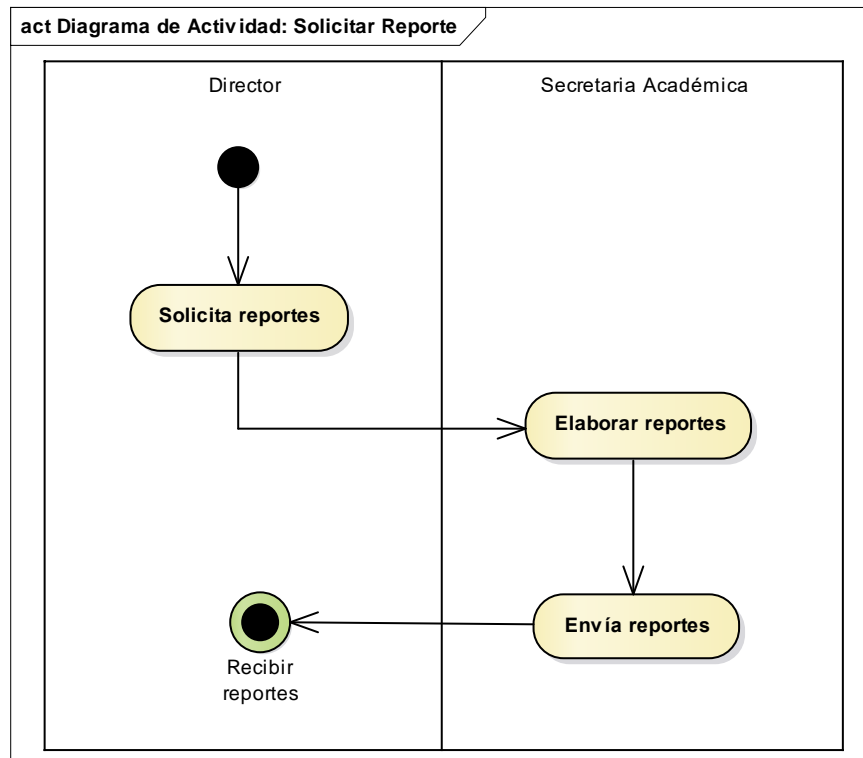 act Diagrama de Actividad: Solicitar Reporte
Director
Secretaria Académica
Solicita reportes
Elaborar reportes
Envía reportes
Recibir
reportes